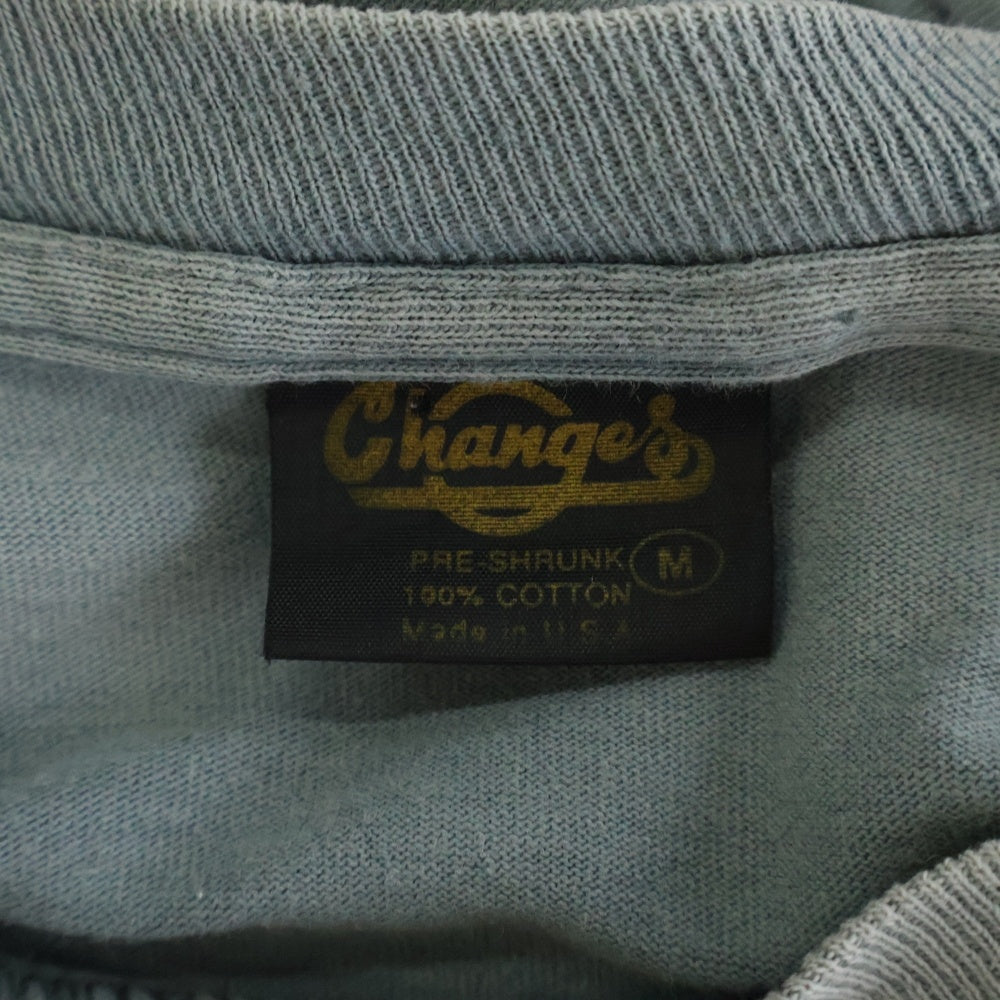 Changes
PRE-SHRUNK M
100% COTTON
Made in U.S.A